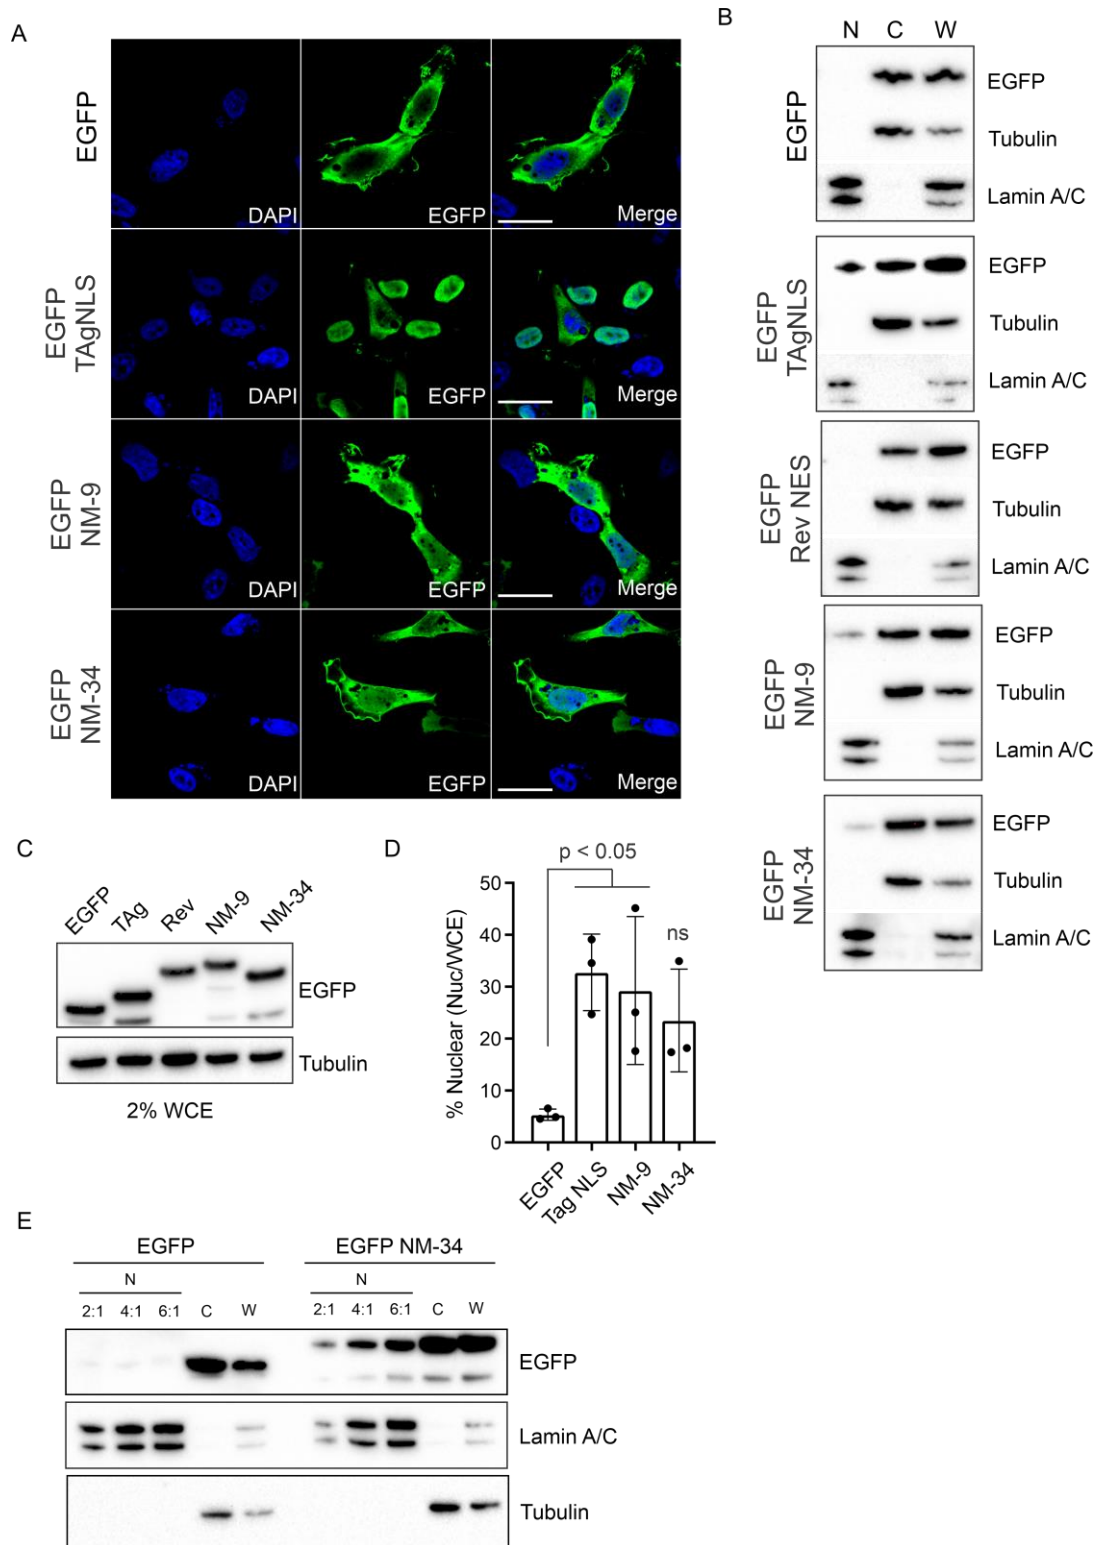 A
EGFP
DAPI
EGFP
Merge
EGFP
TAgNLS
DAPI
EGFP
Merge
EGFP
NM-9
DAPI
EGFP
Merge
EGFP
NM-34
DAPI
EGFP
Merge
B
N C W
EGFP
EGFP
Tubulin
Lamin A/C
EGFP
TAgNLS
EGFP
Tubulin
Lamin A/C
EGFP
Rev NES
EGFP
Tubulin
Lamin A/C
EGFP
NM-9
EGFP
Tubulin
Lamin A/C
EGFP
NM-34
EGFP
Tubulin
Lamin A/C
C
EGFP TAg Rev NM-9 NM-34
EGFP
Tubulin
2% WCE
D
p < 0.05
ns
% Nuclear (Nuc/WCE)
50
40
30
20
10
0
EGFP Tag NLS NM-9 NM-34
E
EGFP EGFP NM-34
N N
2:1 4:1 6:1 C W 2:1 4:1 6:1 C W
EGFP
Lamin A/C
Tubulin